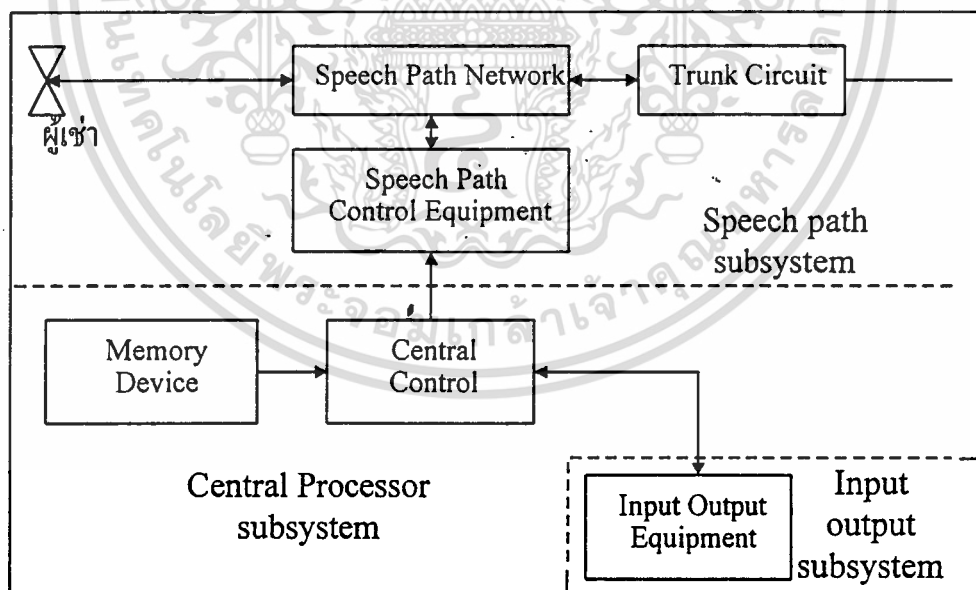 Speech Path Network
Trunk Circuit
ผู้เช่า
Speech Path
Control Equipment
Speech path
subsystem
Memory
Device
Central
Control
Central Processor
subsystem
Input Output
Equipment
Input
output
subsystem